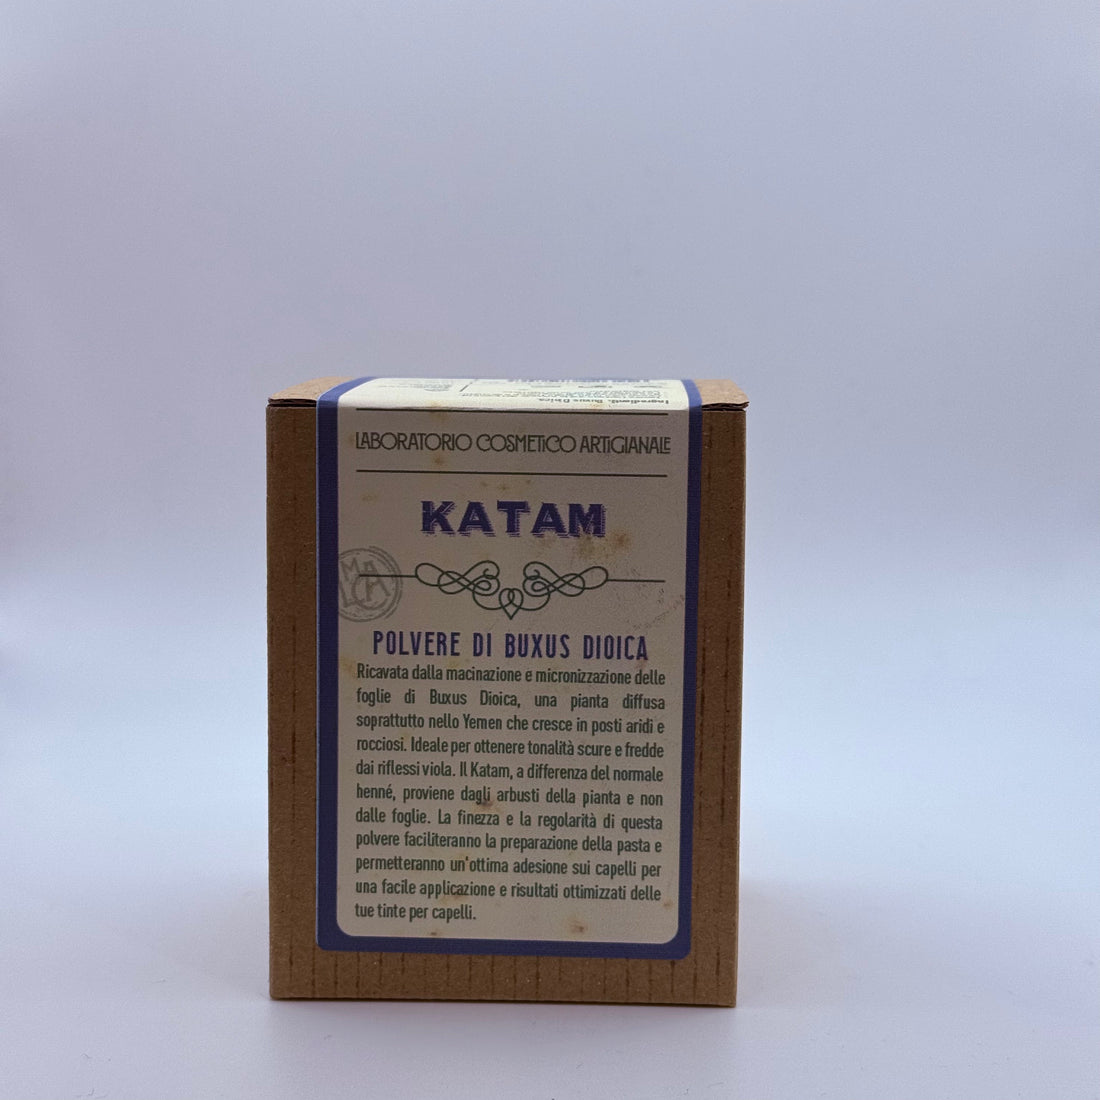 Ingredienti. Buxus Dioica
LABORATORIO COSMETICO ARTIGIANALE
KATAM
POLVERE DI BUXUS DIOICA
Ricavata dalla macinazione e micronizzazione delle
foglie di Buxus Dioica, una pianta diffusa
soprattutto nello Yemen che cresce in posti aridi e
rocciosi. Ideale per ottenere tonalità scure e fredde
dai riflessi viola. Il Katam, a differenza del normale
henné, proviene dagli arbusti della pianta e non
dalle foglie. La finezza e la regolarità di questa
polvere faciliteranno la preparazione della pasta e
permetteranno un'ottima adesione sui capelli per
una facile applicazione e risultati ottimizzati delle
tue tinte per capelli.